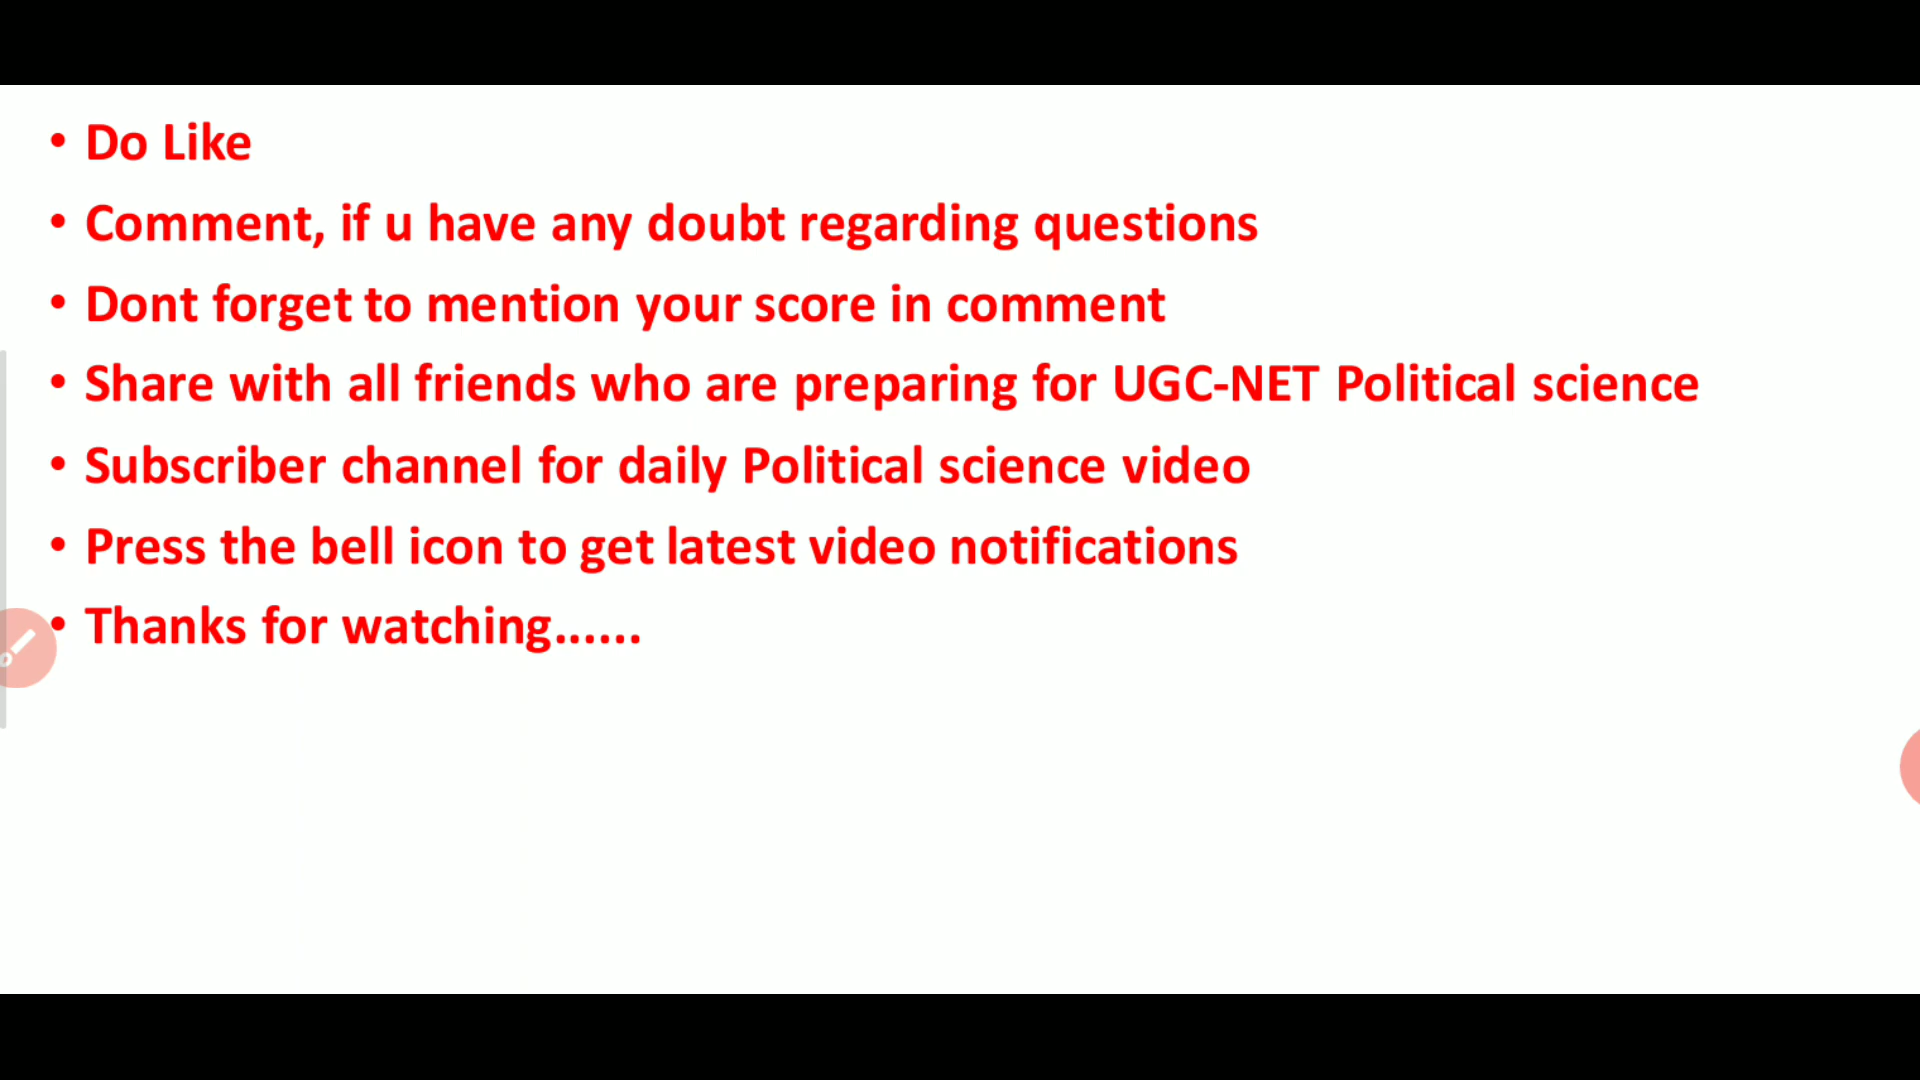 • Do Like
• Comment, if u have any doubt regarding questions
• Dont forget to mention your score in comment
• Share with all friends who are preparing for UGC-NET Political science
• Subscriber channel for daily Political science video
• Press the bell icon to get latest video notifications
• Thanks for watching......